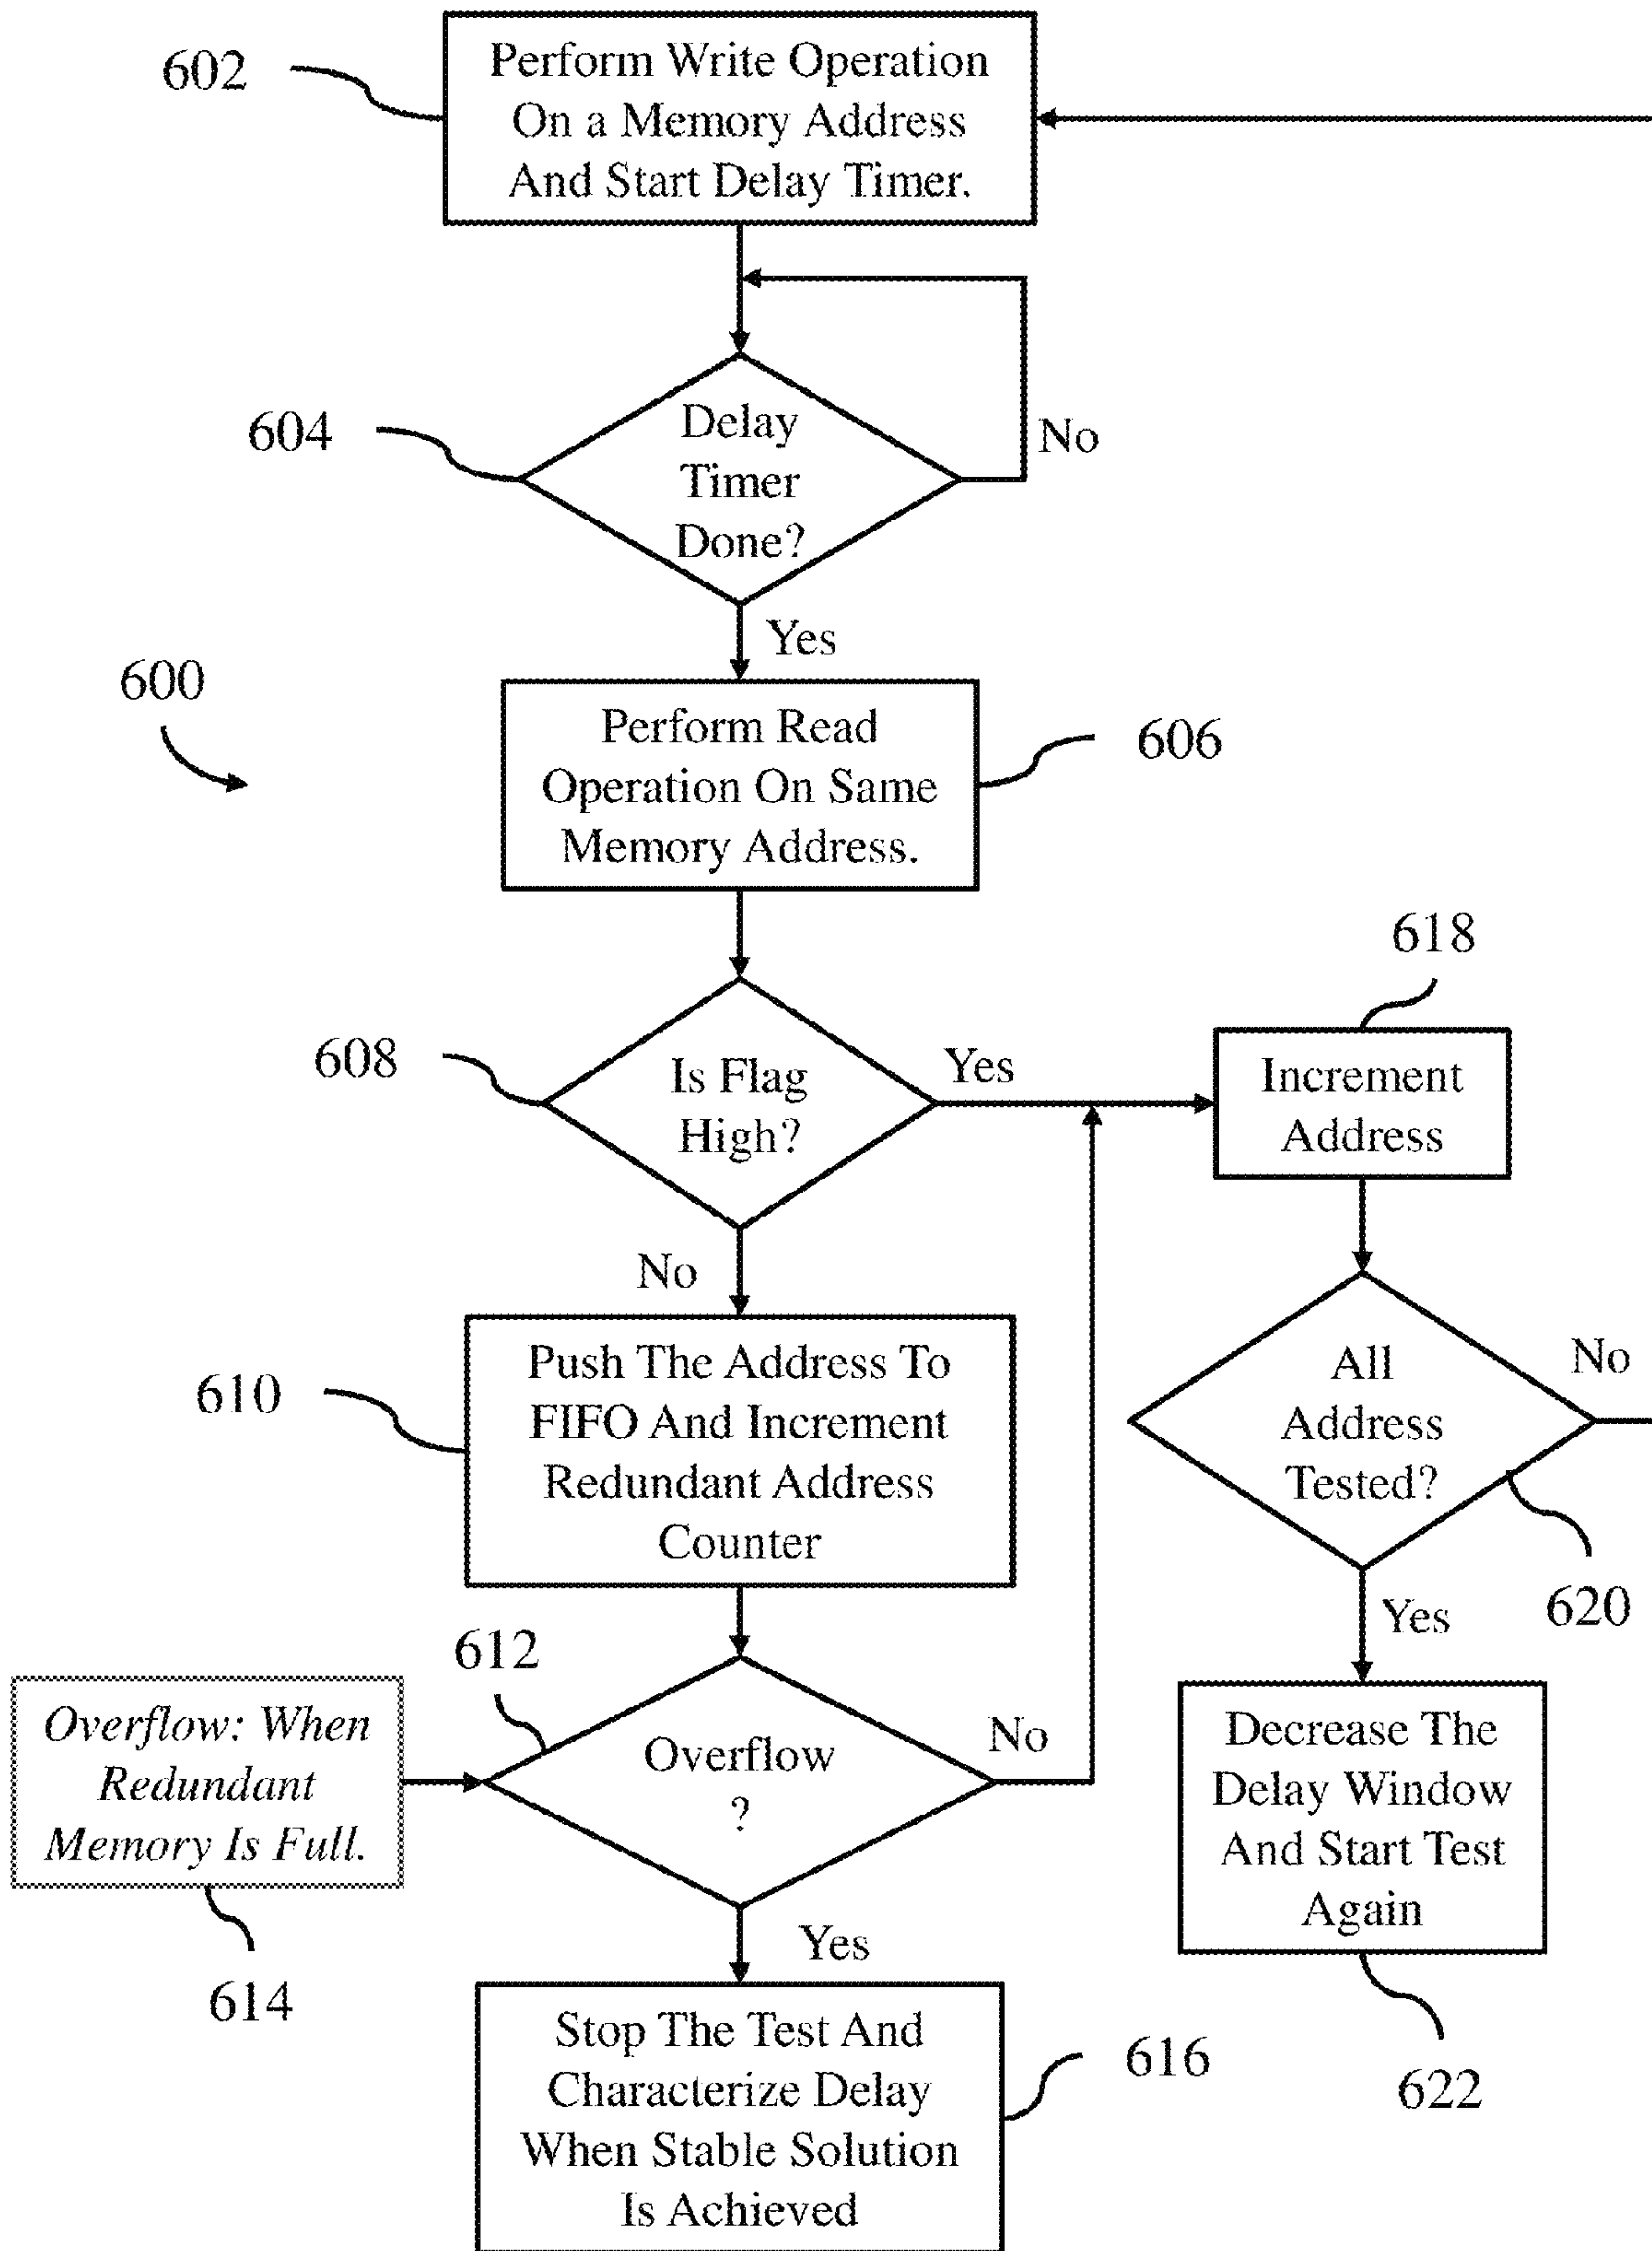 602
Perform Write Operation
On a Memory Address
And Start Delay Timer.
604
Delay
Timer
Done?
No
Yes
600
Perform Read
Operation On Same
Memory Address.
606
608
Is Flag
High?
Yes
No
618
Increment
Address
610
Push The Address To
FIFO And Increment
Redundant Address
Counter
All
Address
Tested?
No
620
Yes
612
Overflow
?
No
Overflow: When
Redundant
Memory Is Full.
614
Yes
Decrease The
Delay Window
And Start Test
Again
622
Stop The Test And
Characterize Delay
When Stable Solution
Is Achieved
616